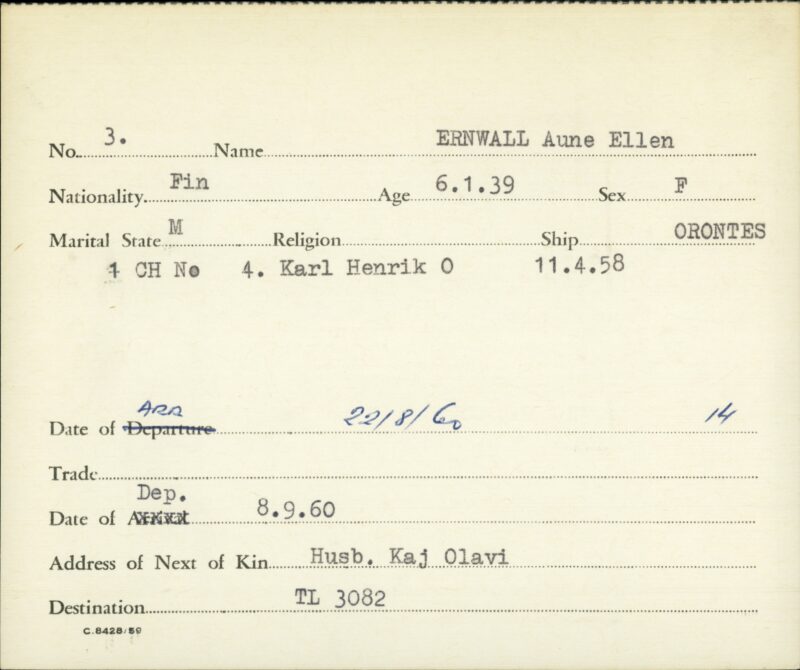 No. 3. Name ERNWALL Aune Ellen
Nationality Fin Age 6.1.39 Sex F
Marital State M Religion Ship ORONTES
1 CH No 4. Karl Henrik O 11.4.58
ARR
Date of Departure 22/8/60 14
Trade
Dep.
Date of Arrival 8.9.60
Address of Next of Kin Husb. Kaj Olavi
Destination TL 3082
C.8428/59